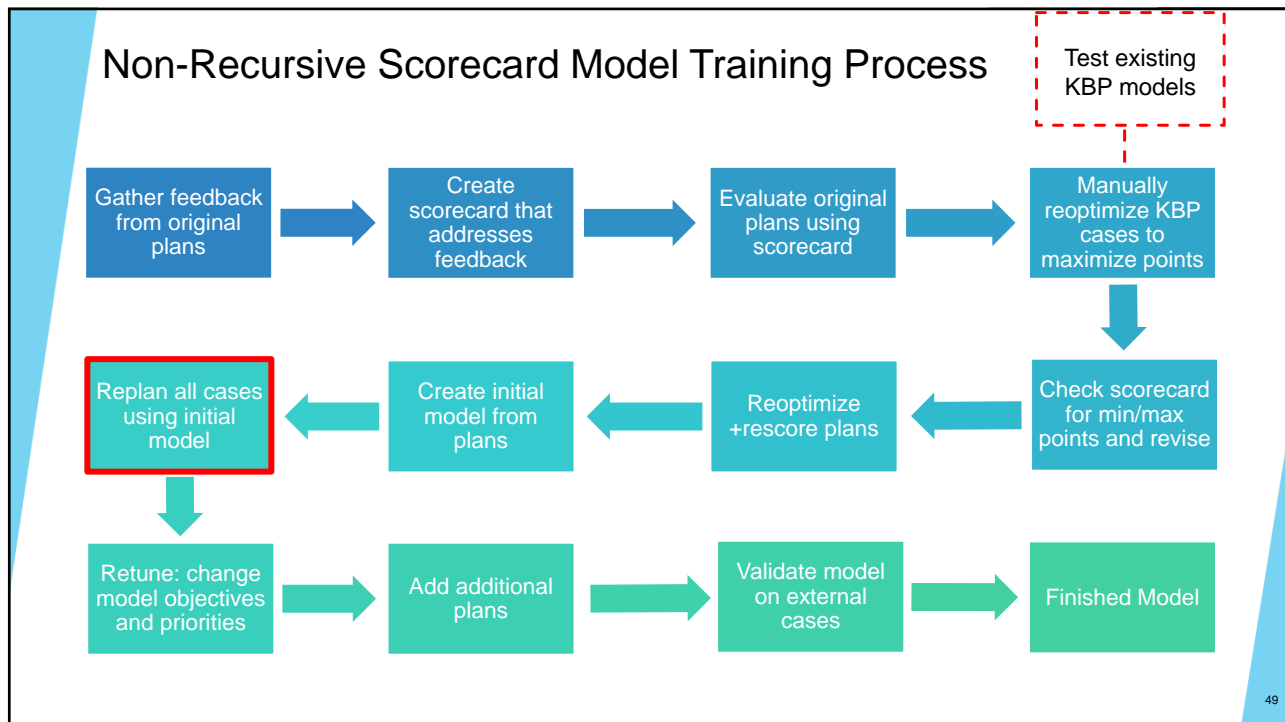 Non-Recursive Scorecard Model Training Process
Test existing
KBP models
Gather feedback
from original
plans
Create
scorecard that
addresses
feedback
Evaluate original
plans using
scorecard
Manually
reoptimize KBP
cases to
maximize points
Check scorecard
for min/max
points and revise
Reoptimize
+rescore plans
Create initial
model from
plans
Replan all cases
using initial
model
Retune: change
model objectives
and priorities
Add additional
plans
Validate model
on external
cases
Finished Model
49